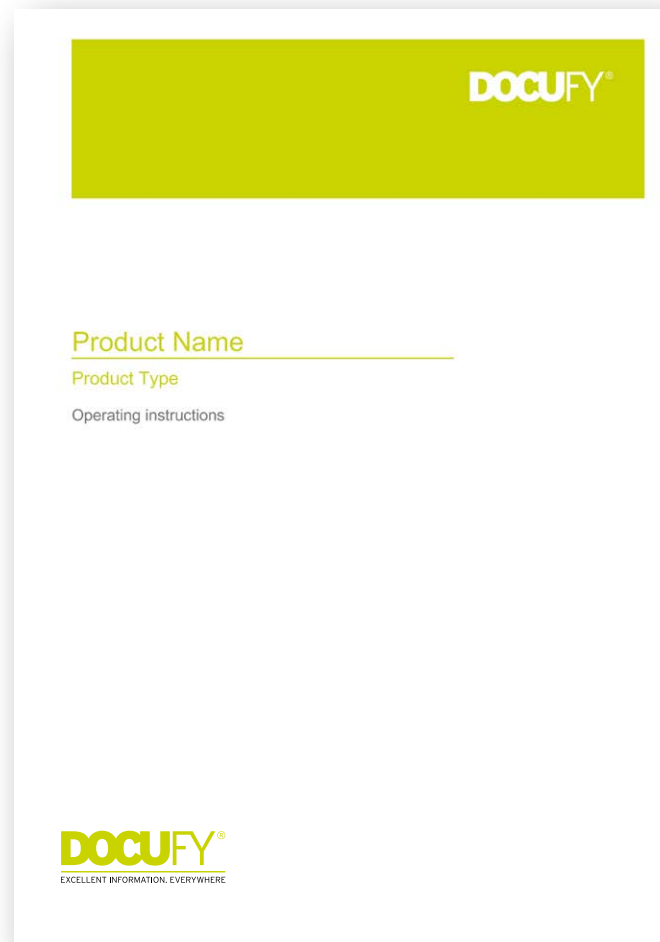 DOCUFY®
Product Name
Product Type
Operating instructions
DOCUFY®
EXCELLENT INFORMATION. EVERYWHERE